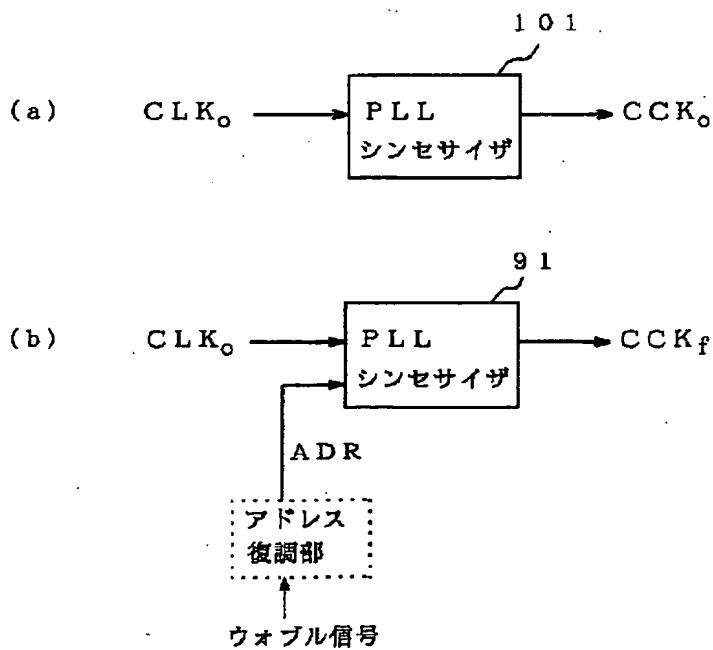 101
(a) CLK₀ PLL CCK₀
シンセサイザ
91
(b) CLK₀ PLL CCKf
シンセサイザ
ADR
アドレス
復調部
ウォブル信号